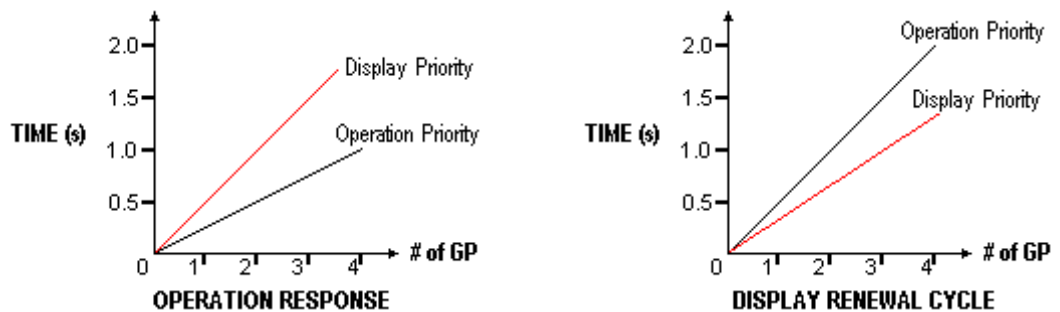 2.0
Display Priority
1.5
TIME (s)
Operation Priority
1.0
0.5
0 1 2 3 4 # of GP
OPERATION RESPONSE
Operation Priority
2.0
1.5
Display Priority
TIME (s)
1.0
0.5
0 1 2 3 4 # of GP
DISPLAY RENEWAL CYCLE